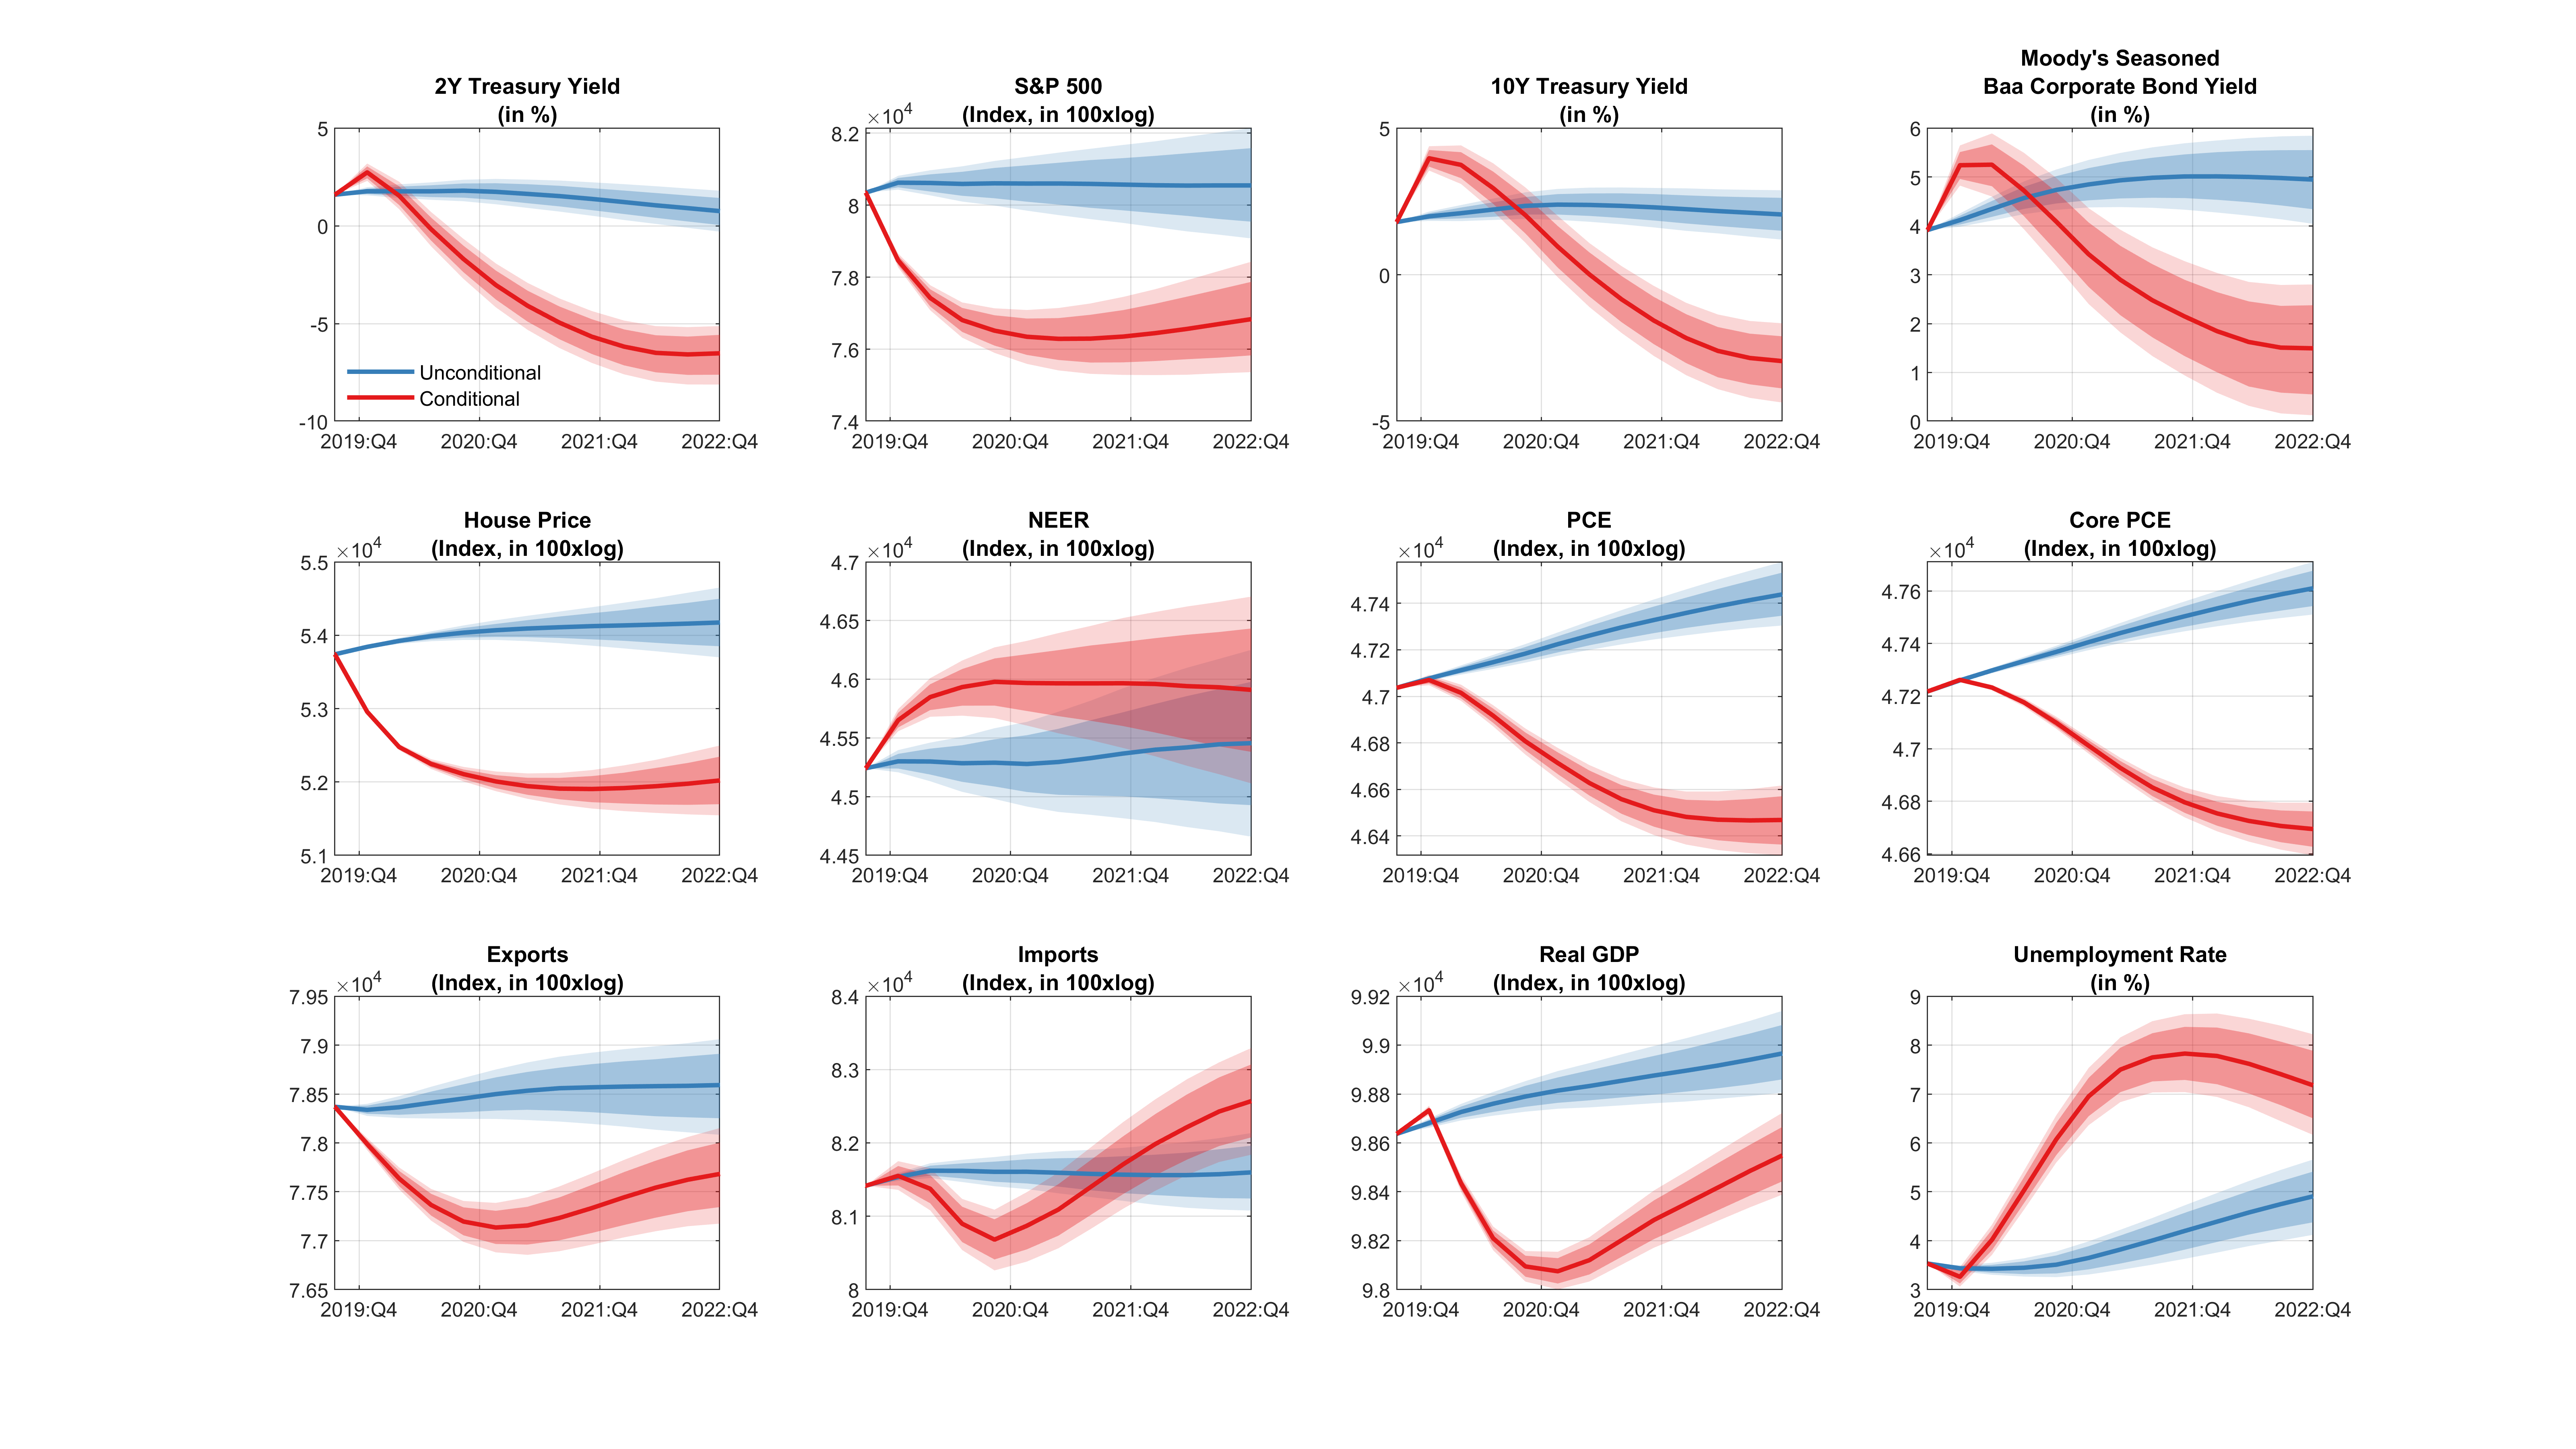 2Y Treasury Yield
(in %)
5
0
-5
-10
Unconditional
Conditional
2019:Q4 2020:Q4 2021:Q4 2022:Q4
S&P 500
(Index, in 100xlog)
×10^4
8.2
8
7.8
7.6
7.4
2019:Q4 2020:Q4 2021:Q4 2022:Q4
10Y Treasury Yield
(in %)
5
0
-5
2019:Q4 2020:Q4 2021:Q4 2022:Q4
Moody's Seasoned
Baa Corporate Bond Yield
(in %)
6
5
4
3
2
1
0
2019:Q4 2020:Q4 2021:Q4 2022:Q4
House Price
(Index, in 100xlog)
×10^4
5.5
5.4
5.3
5.2
5.1
2019:Q4 2020:Q4 2021:Q4 2022:Q4
NEER
(Index, in 100xlog)
×10^4
4.7
4.65
4.6
4.55
4.5
4.45
2019:Q4 2020:Q4 2021:Q4 2022:Q4
PCE
(Index, in 100xlog)
×10^4
4.74
4.72
4.7
4.68
4.66
4.64
2019:Q4 2020:Q4 2021:Q4 2022:Q4
Core PCE
(Index, in 100xlog)
×10^4
4.76
4.74
4.72
4.7
4.68
4.66
2019:Q4 2020:Q4 2021:Q4 2022:Q4
Exports
(Index, in 100xlog)
×10^4
7.95
7.9
7.85
7.8
7.75
7.7
7.65
2019:Q4 2020:Q4 2021:Q4 2022:Q4
Imports
(Index, in 100xlog)
×10^4
8.4
8.3
8.2
8.1
8
2019:Q4 2020:Q4 2021:Q4 2022:Q4
Real GDP
(Index, in 100xlog)
×10^4
9.92
9.9
9.88
9.86
9.84
9.82
9.8
2019:Q4 2020:Q4 2021:Q4 2022:Q4
Unemployment Rate
(in %)
9
8
7
6
5
4
3
2019:Q4 2020:Q4 2021:Q4 2022:Q4